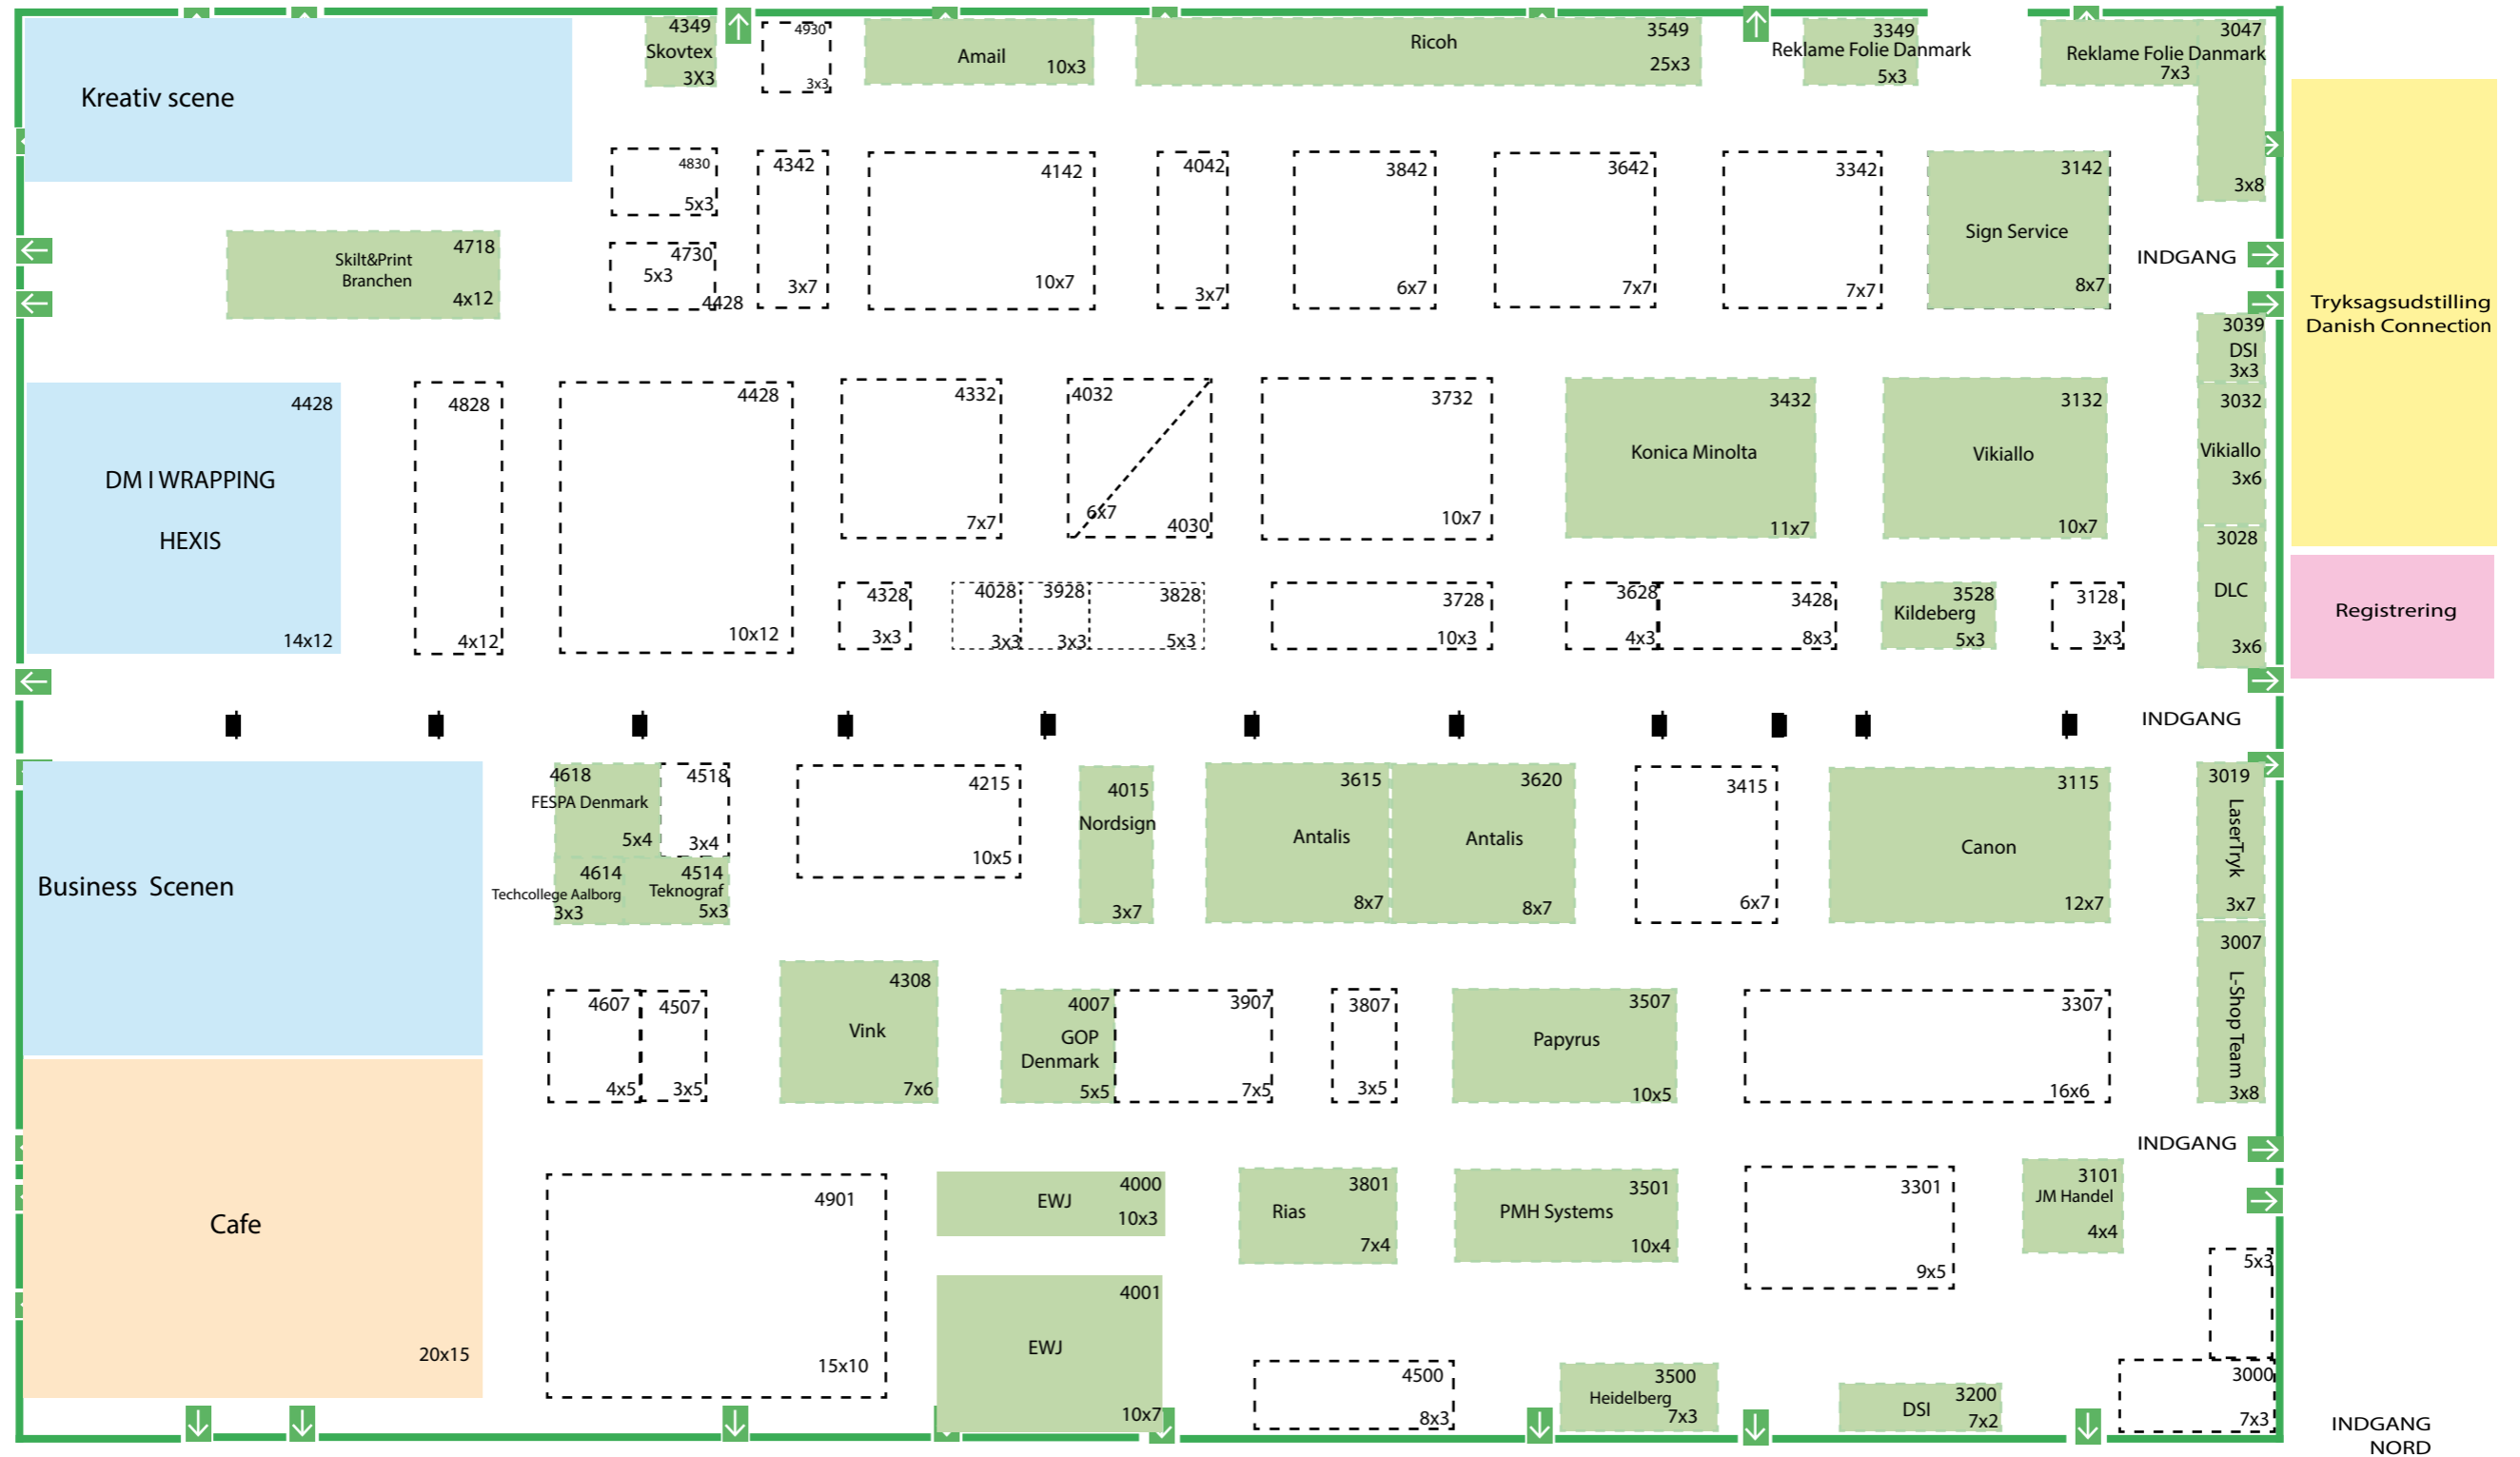 Kreativ scene
4349
Skovtex
3X3
4930
3x3
Amail
10x3
Ricoh
3549
25x3
3349
Reklame Folie Danmark
5x3
3047
Reklame Folie Danmark
7x3
3x8
4830
5x3
4342
3x7
4142
10x7
4042
3x7
3842
6x7
3642
7x7
3342
7x7
3142
Sign Service
8x7
4718
Skilt&Print
Branchen
4x12
4730
5x3
4428
INDGANG
Tryksagsudstilling
Danish Connection
3039
DSI
3x3
4428
DM I WRAPPING
HEXIS
14x12
4828
4x12
4428
10x12
4332
7x7
4032
6x7
4030
3732
10x7
3432
Konica Minolta
11x7
3132
Vikiallo
10x7
3032
Vikiallo
3x6
3028
DLC
3x6
4328
3x3
4028
3x3
3928
3x3
3828
5x3
3728
10x3
3628
4x3
3428
8x3
3528
Kildeberg
5x3
3128
3x3
Registrering
INDGANG
Business Scenen
4618
FESPA Denmark
5x4
4518
3x4
4614
Techcollege Aalborg
3x3
4514
Teknograf
5x3
4215
10x5
4015
Nordsign
3x7
3615
Antalis
8x7
3620
Antalis
8x7
3415
6x7
3115
Canon
12x7
3019
LaserTryk
3x7
3007
L-Shop Team
3x8
4607
4x5
4507
3x5
4308
Vink
7x6
4007
GOP
Denmark
5x5
3907
7x5
3807
3x5
3507
Papyrus
10x5
3307
16x6
INDGANG
Cafe
20x15
4901
15x10
4000
EWJ
10x3
4001
EWJ
10x7
3801
Rias
7x4
3501
PMH Systems
10x4
3301
9x5
3101
JM Handel
4x4
5x3
4500
8x3
3500
Heidelberg
7x3
3200
DSI
7x2
3000
7x3
INDGANG
NORD